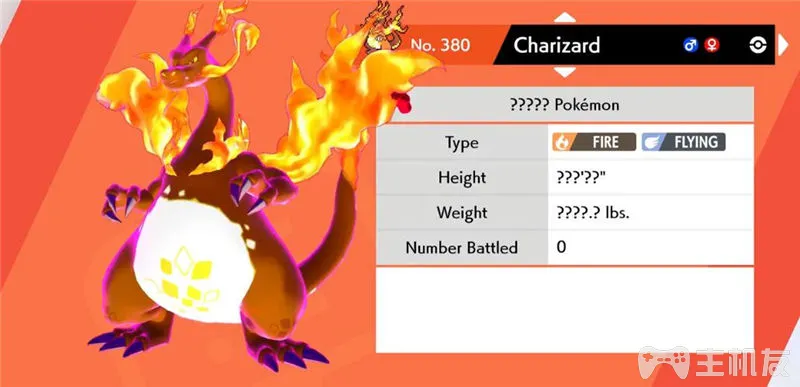 No. 380 Charizard ♂ ♀
????? Pokémon
Type FIRE FLYING
Height ???'??"
Weight ????.? lbs.
Number Battled 0
主机友